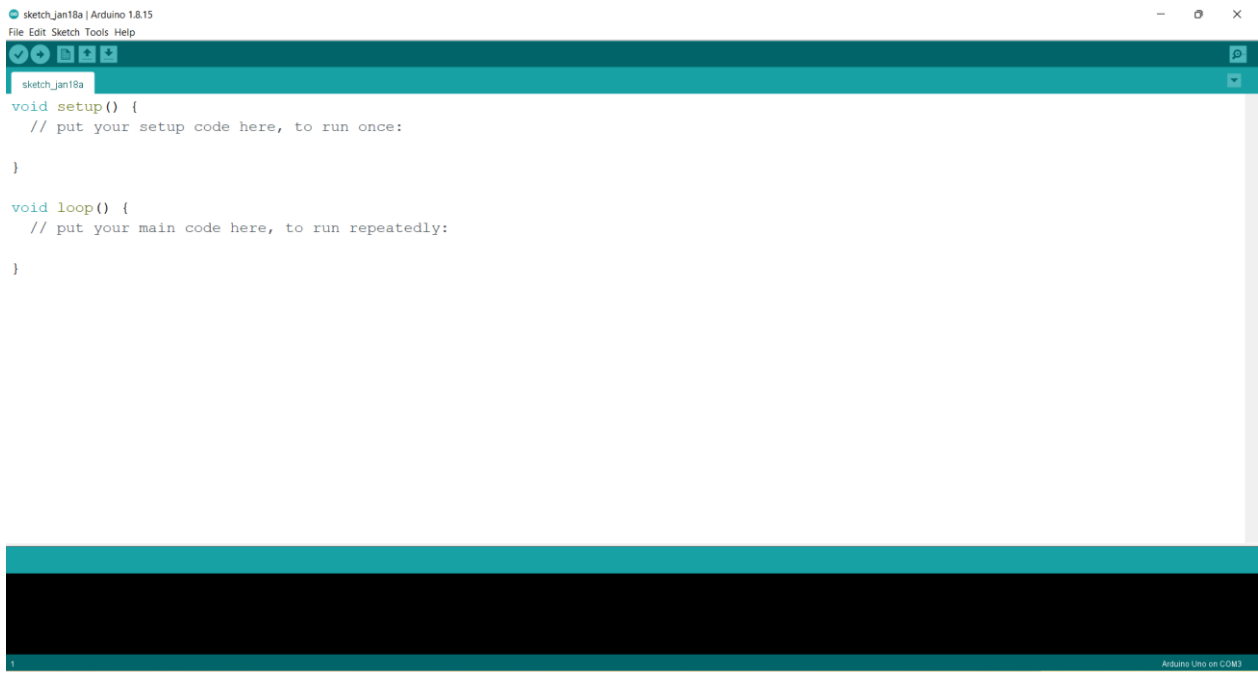 sketch_jan18a | Arduino 1.8.15
File Edit Sketch Tools Help
sketch_jan18a
void setup() {
  // put your setup code here, to run once:
}
void loop() {
  // put your main code here, to run repeatedly:
}
1
Arduino Uno on COM3